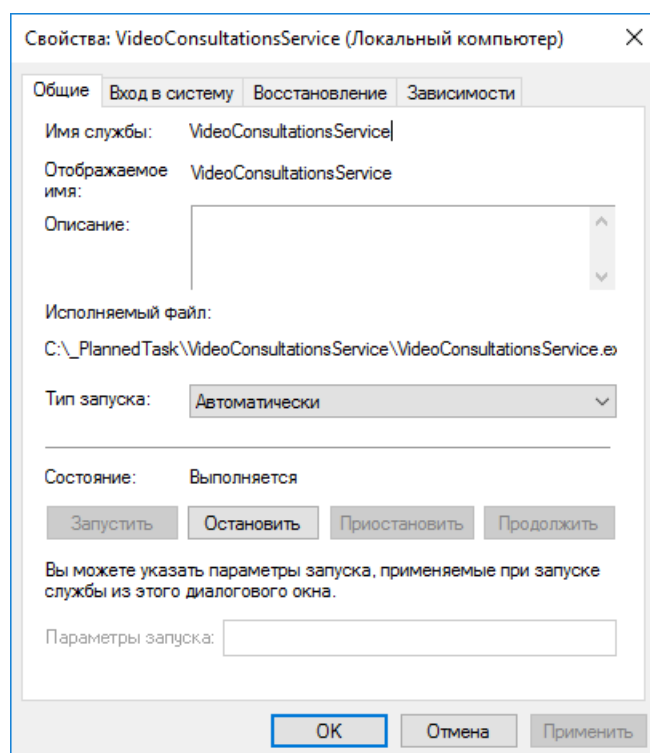 Свойства: VideoConsultationsService (Локальный компьютер)
Общие Вход в систему Восстановление Зависимости
Имя службы: VideoConsultationsService
Отображаемое имя: VideoConsultationsService
Описание:
Исполняемый файл:
C:\_PlannedTask\VideoConsultationsService\VideoConsultationsService.ex
Тип запуска: Автоматически
Состояние: Выполняется
Запустить Остановить Приостановить Продолжить
Вы можете указать параметры запуска, применяемые при запуске
службы из этого диалогового окна.
Параметры запуска:
OK Отмена Применить